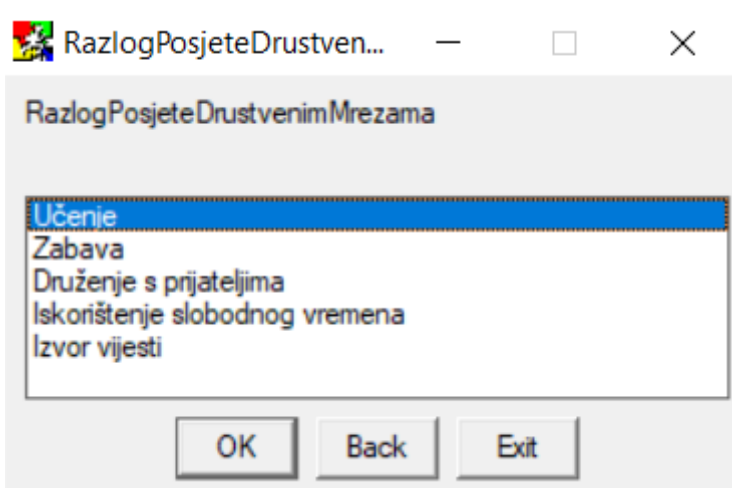 RazlogPosjeteDrustven...
RazlogPosjeteDrustvenimMrezama
Učenje
Zabava
Druženje s prijateljima
Iskorištenje slobodnog vremena
Izvor vijesti
OK Back Exit